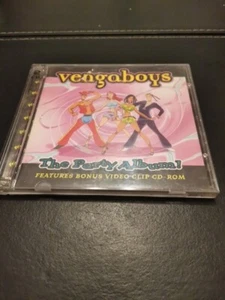 vengaboys
The Party Album!
FEATURES BONUS VIDEO CLIP CD-ROM